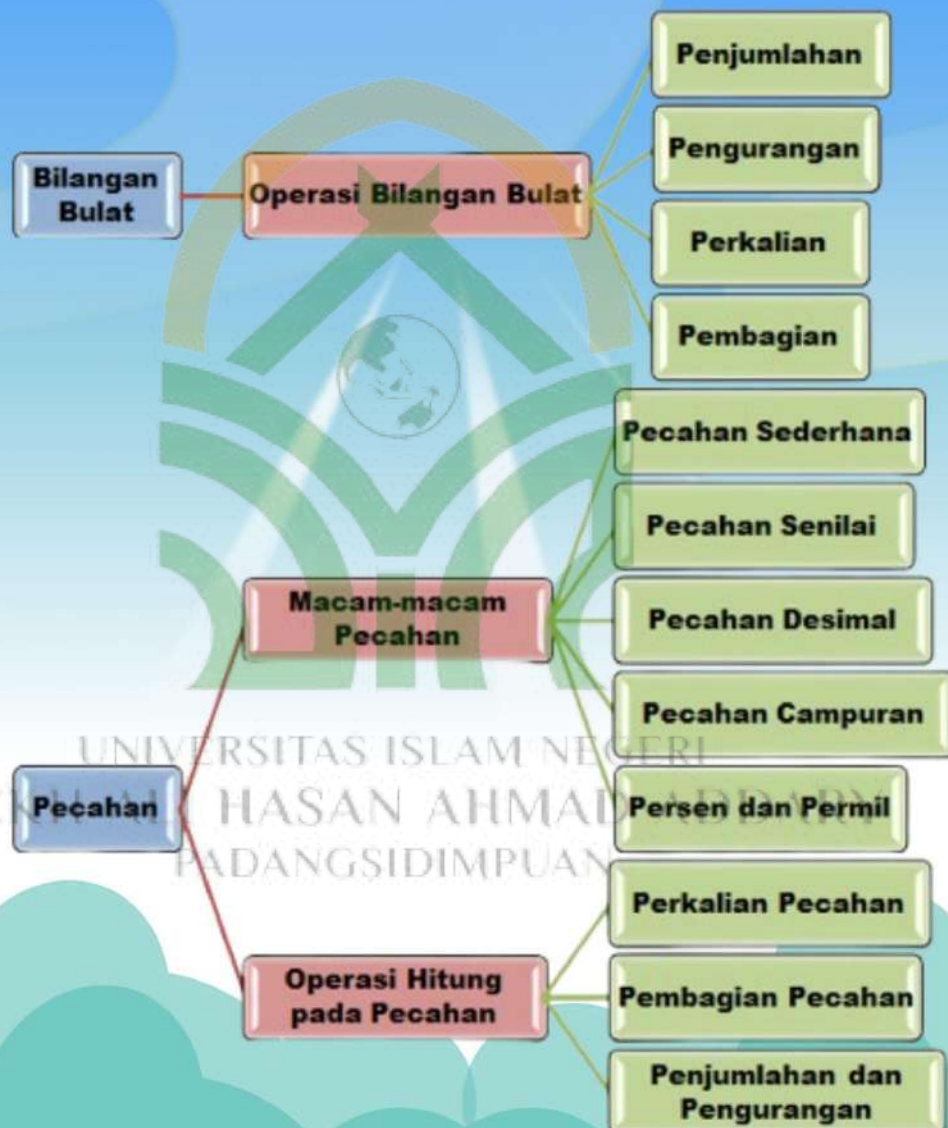 Bilangan
Bulat
Operasi Bilangan Bulat
Penjumlahan
Pengurangan
Perkalian
Pembagian
Pecahan
Macam-macam
Pecahan
Pecahan Sederhana
Pecahan Senilai
Pecahan Desimal
Pecahan Campuran
Persen dan Permil
Operasi Hitung
pada Pecahan
Perkalian Pecahan
Pembagian Pecahan
Penjumlahan dan
Pengurangan
UNIVERSITAS ISLAM NEGERI
HASAN AHMAD
PADANGSIDIMPUAN